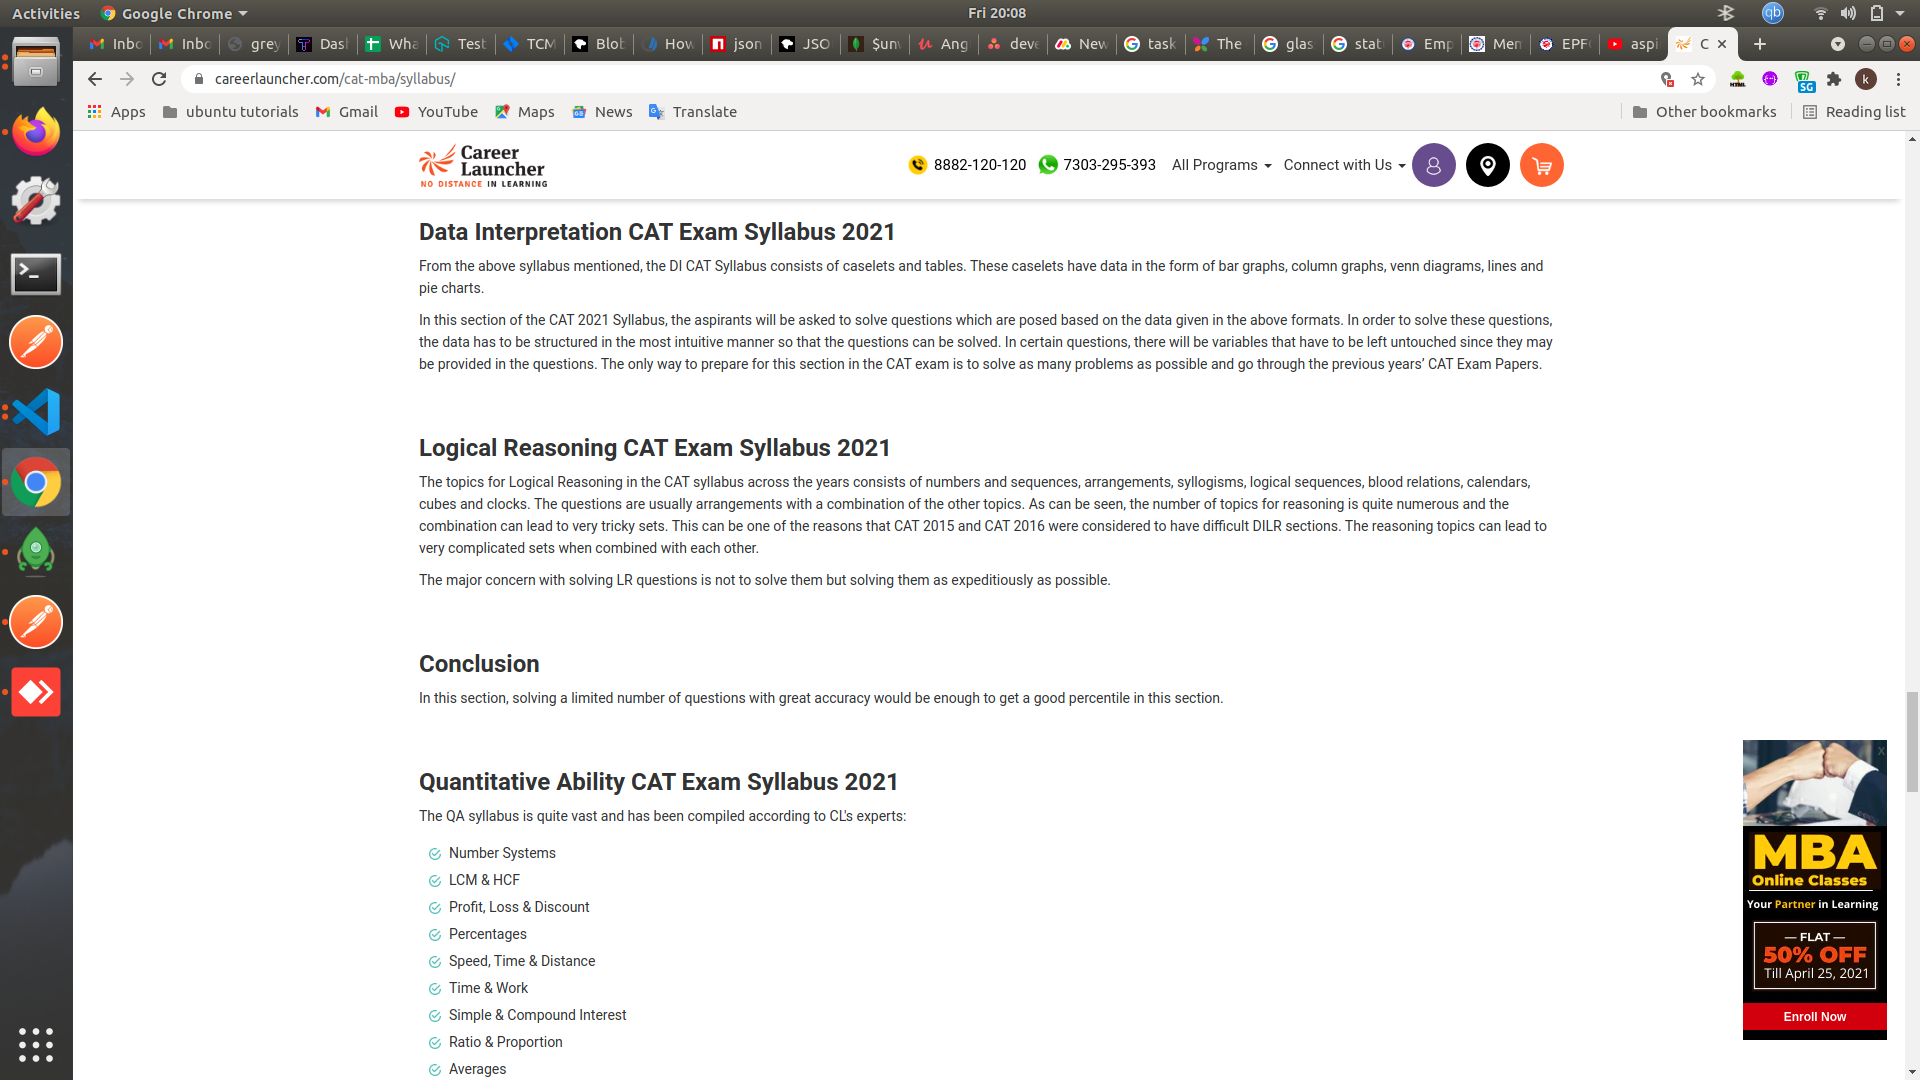 Activities Google Chrome Fri 20:08 qb
Inbo Inbo grey Das Wha Test TCM Blob How json JSO $unw Ang deve New task The glas stat Emp Men EPFC aspi C
careerlauncher.com/cat-mba/syllabus/ SG k
Apps ubuntu tutorials Gmail YouTube Maps News Translate Other bookmarks Reading list
Career
Launcher
NO DISTANCE IN LEARNING
8882-120-120 7303-295-393 All Programs Connect with Us
Data Interpretation CAT Exam Syllabus 2021
From the above syllabus mentioned, the DI CAT Syllabus consists of caselets and tables. These caselets have data in the form of bar graphs, column graphs, venn diagrams, lines and
pie charts.
In this section of the CAT 2021 Syllabus, the aspirants will be asked to solve questions which are posed based on the data given in the above formats. In order to solve these questions,
the data has to be structured in the most intuitive manner so that the questions can be solved. In certain questions, there will be variables that have to be left untouched since they may
be provided in the questions. The only way to prepare for this section in the CAT exam is to solve as many problems as possible and go through the previous years’ CAT Exam Papers.
Logical Reasoning CAT Exam Syllabus 2021
The topics for Logical Reasoning in the CAT syllabus across the years consists of numbers and sequences, arrangements, syllogisms, logical sequences, blood relations, calendars,
cubes and clocks. The questions are usually arrangements with a combination of the other topics. As can be seen, the number of topics for reasoning is quite numerous and the
combination can lead to very tricky sets. This can be one of the reasons that CAT 2015 and CAT 2016 were considered to have difficult DILR sections. The reasoning topics can lead to
very complicated sets when combined with each other.
The major concern with solving LR questions is not to solve them but solving them as expeditiously as possible.
Conclusion
In this section, solving a limited number of questions with great accuracy would be enough to get a good percentile in this section.
Quantitative Ability CAT Exam Syllabus 2021
The QA syllabus is quite vast and has been compiled according to CL's experts:
Number Systems
LCM & HCF
Profit, Loss & Discount
Percentages
Speed, Time & Distance
Time & Work
Simple & Compound Interest
Ratio & Proportion
Averages
X
MBA
Online Classes
Your Partner in Learning
— FLAT —
50% OFF
Till April 25, 2021
Enroll Now